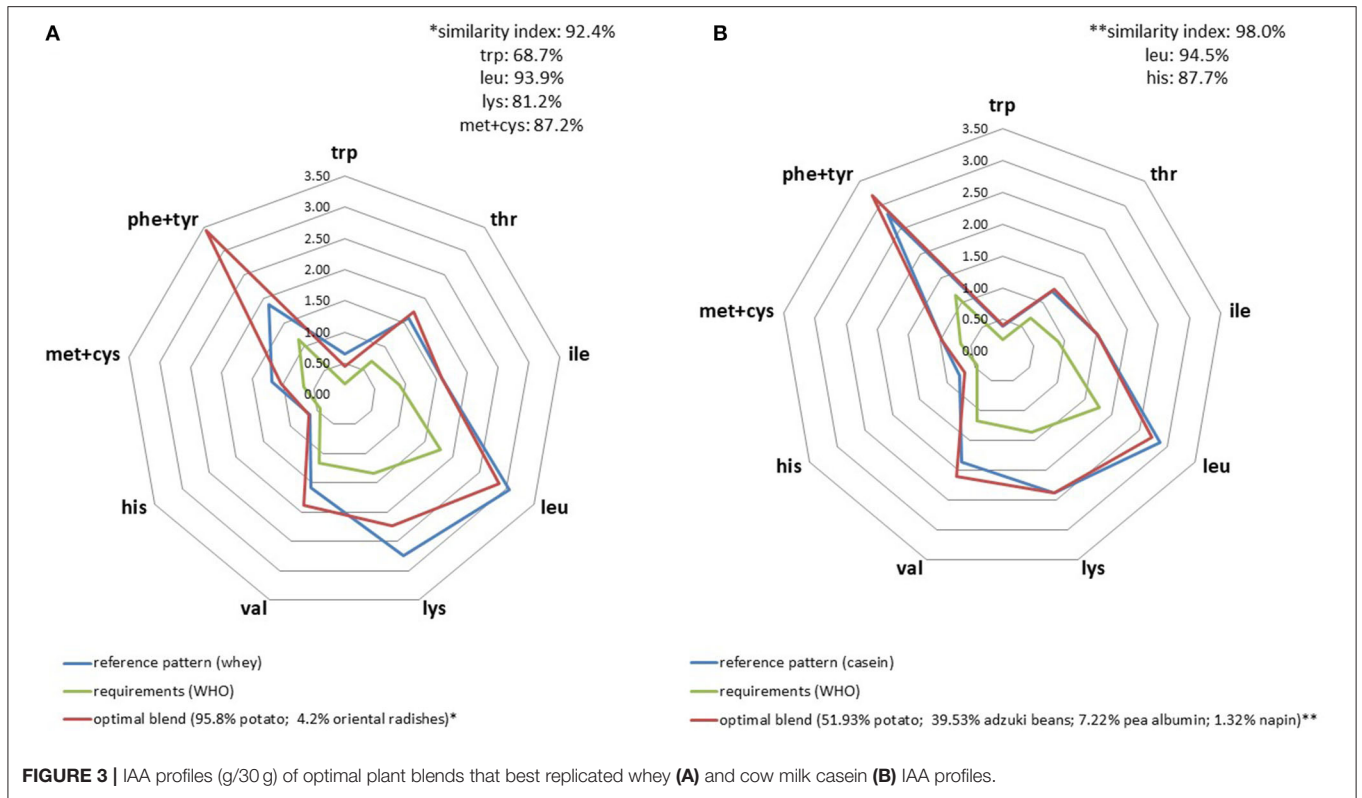 A
*similarity index: 92.4%
trp: 68.7%
leu: 93.9%
lys: 81.2%
met+cys: 87.2%
trp
3.50
3.00
2.50
2.00
1.50
1.00
0.50
0.00
thr
ile
leu
lys
val
his
met+cys
phe+tyr
reference pattern (whey)
requirements (WHO)
optimal blend (95.8% potato; 4.2% oriental radishes)*
B
**similarity index: 98.0%
leu: 94.5%
his: 87.7%
trp
3.50
3.00
2.50
2.00
1.50
1.00
0.50
0.00
thr
ile
leu
lys
val
his
met+cys
phe+tyr
reference pattern (casein)
requirements (WHO)
optimal blend (51.93% potato; 39.53% adzuki beans; 7.22% pea albumin; 1.32% napin)**
FIGURE 3 | IAA profiles (g/30 g) of optimal plant blends that best replicated whey (A) and cow milk casein (B) IAA profiles.